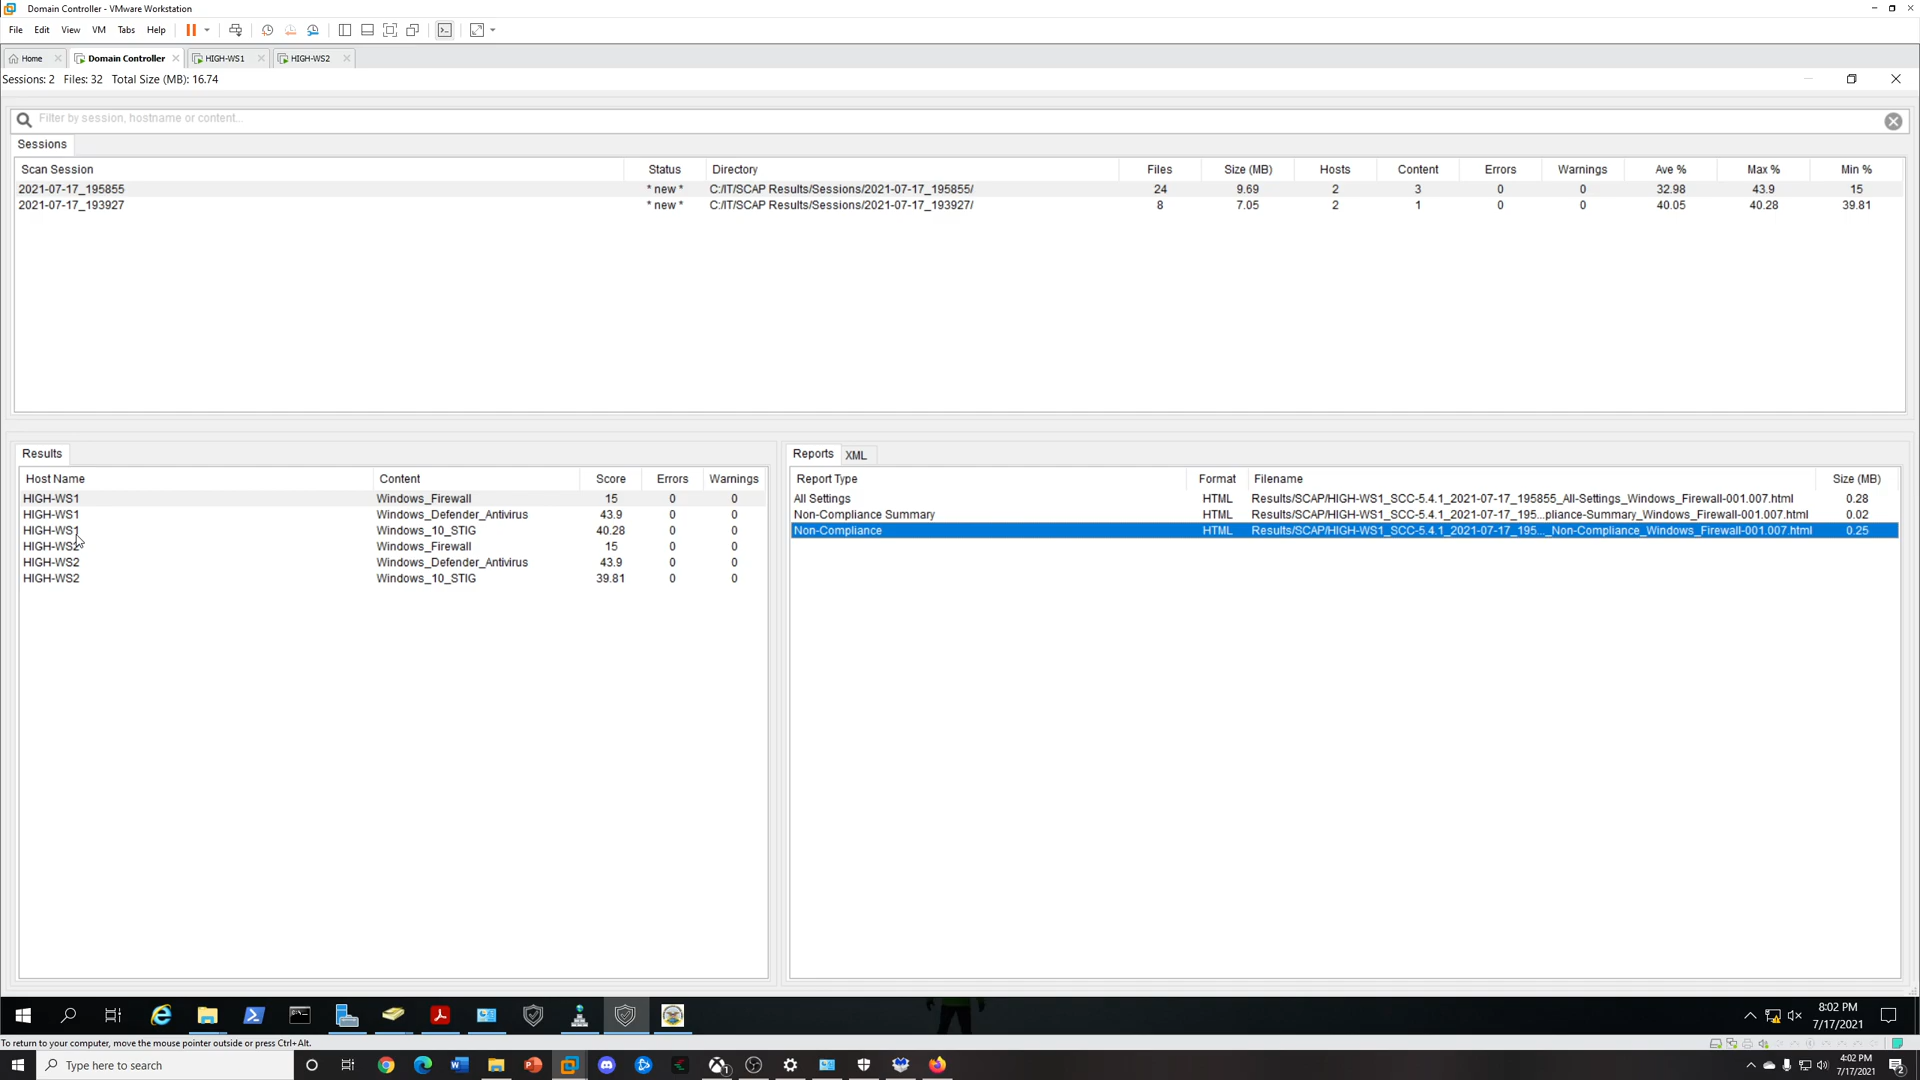 Domain Controller - VMware Workstation
File Edit View VM Tabs Help
Home Domain Controller HIGH-WS1 HIGH-WS2
Sessions: 2 Files: 32 Total Size (MB): 16.74
Filter by session, hostname or content...
Sessions
Scan Session Status Directory Files Size (MB) Hosts Content Errors Warnings Ave % Max % Min %
2021-07-17_195855 * new * C:/IT/SCAP Results/Sessions/2021-07-17_195855/ 24 9.69 2 3 0 0 32.98 43.9 15
2021-07-17_193927 * new * C:/IT/SCAP Results/Sessions/2021-07-17_193927/ 8 7.05 2 1 0 0 40.05 40.28 39.81
Results
Host Name Content Score Errors Warnings
HIGH-WS1 Windows_Firewall 15 0 0
HIGH-WS1 Windows_Defender_Antivirus 43.9 0 0
HIGH-WS1 Windows_10_STIG 40.28 0 0
HIGH-WS2 Windows_Firewall 15 0 0
HIGH-WS2 Windows_Defender_Antivirus 43.9 0 0
HIGH-WS2 Windows_10_STIG 39.81 0 0
Reports XML
Report Type Format Filename Size (MB)
All Settings HTML Results/SCAP/HIGH-WS1_SCC-5.4.1_2021-07-17_195855_All-Settings_Windows_Firewall-001.007.html 0.28
Non-Compliance Summary HTML Results/SCAP/HIGH-WS1_SCC-5.4.1_2021-07-17_195...pliance-Summary_Windows_Firewall-001.007.html 0.02
Non-Compliance HTML Results/SCAP/HIGH-WS1_SCC-5.4.1_2021-07-17_195..._Non-Compliance_Windows_Firewall-001.007.html 0.25
8:02 PM
7/17/2021
To return to your computer, move the mouse pointer outside or press Ctrl+Alt.
Type here to search
4:02 PM
7/17/2021